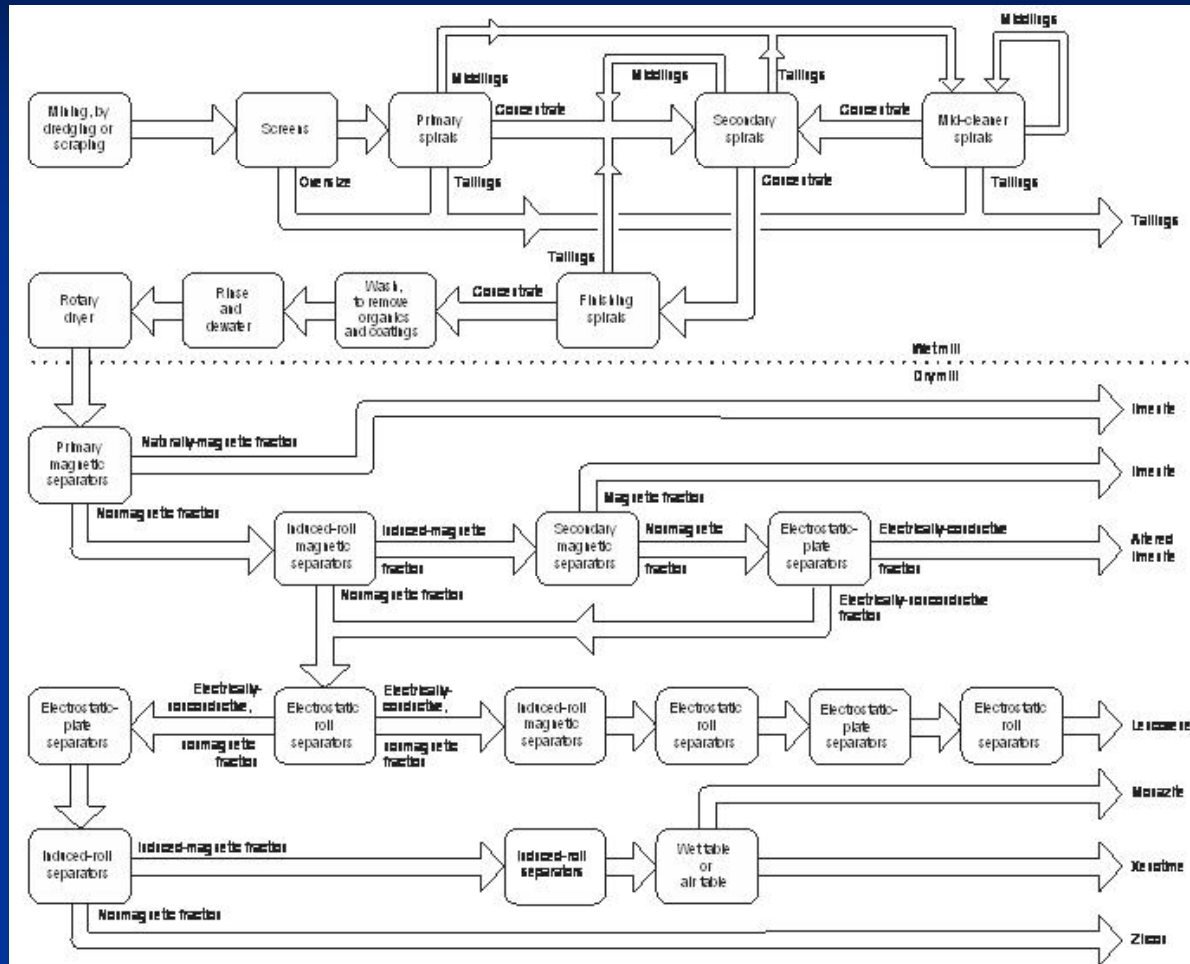 Middlings
Middlings
Middlings
Tailings
Mining, by
dredging or
scraping
Screens
Primary
spirals
Concentrate
Secondary
spirals
Concentrate
Mid-cleaner
spirals
Oversize
Tailings
Concentrate
Tailings
Tailings
Tailings
Rotary
dryer
Rinse
and
dewater
Wash,
to remove
organics
and coatings
Concentrate
Finishing
spirals
Wet mill
Dry mill
Ilmenite
Primary
magnetic
separators
Naturally-magnetic fraction
Ilmenite
Magnetic fraction
Nonmagnetic fraction
Induced-roll
magnetic
separators
Induced-magnetic
fraction
Secondary
magnetic
separators
Nonmagnetic
fraction
Electrostatic-
plate
separators
Electrically-conductive
fraction
Altered
Ilmenite
Nonmagnetic fraction
Electrically-nonconductive
fraction
Electrostatic-
plate
separators
Electrically-
nonconductive,
nonmagnetic
fraction
Electrostatic
roll
separators
Electrically-
conductive,
nonmagnetic
fraction
Induced-roll
magnetic
separators
Electrostatic
roll
separators
Electrostatic-
plate
separators
Electrostatic
roll
separators
Leucoxene
Monazite
Induced-roll
separators
Induced-magnetic fraction
Induced-roll
separators
Wet table
or
air table
Xenotime
Nonmagnetic fraction
Zircon